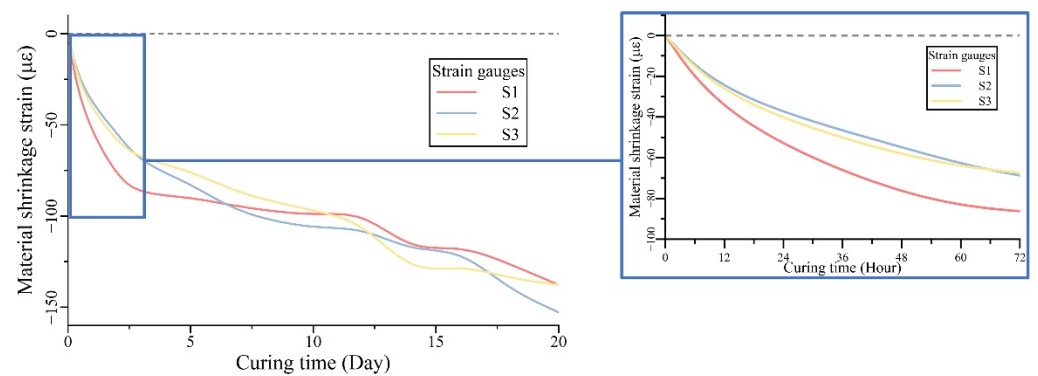 Material shrinkage strain (με)
0
−50
−100
−150
Strain gauges
S1
S2
S3
0
5
10
15
20
Curing time (Day)
Material shrinkage strain (με)
0
−20
−40
−60
−80
−100
Strain gauges
S1
S2
S3
0
12
24
36
48
60
72
Curing time (Hour)